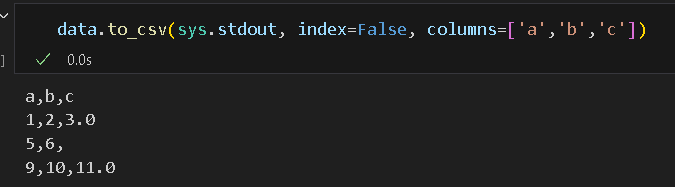 data.to_csv(sys.stdout, index=False, columns=['a','b','c'])
] 0.0s
a,b,c
1,2,3.0
5,6,
9,10,11.0